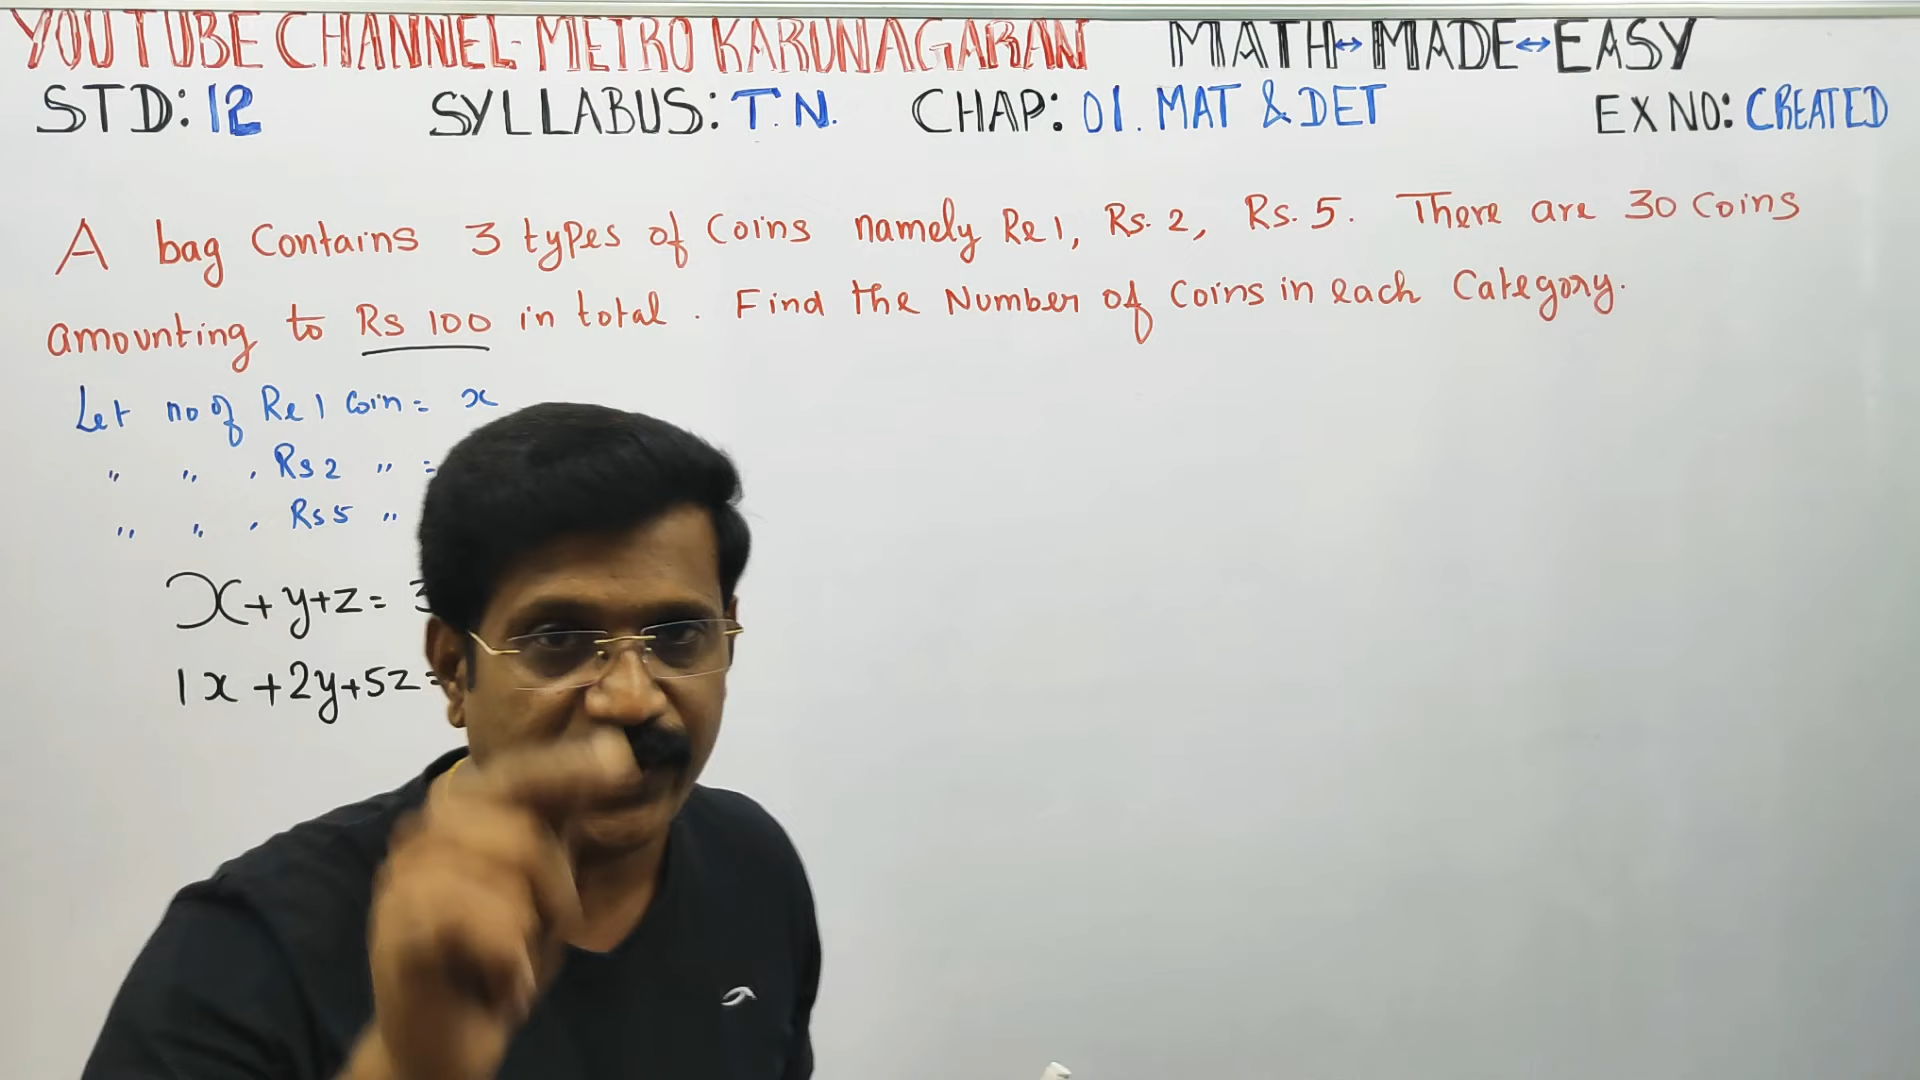 YOUTUBE CHANNEL-METRO KARUNAGARAN MATH↔MADE↔EASY
STD: 12 SYLLABUS: T.N. CHAP: 01. MAT & DET EX NO: CREATED
A bag Contains 3 types of Coins namely Re 1, Rs. 2, Rs. 5. There are 30 Coins
amounting to Rs 100 in total. Find the Number of Coins in each Category.
Let no of Re 1 Coin = x
" " " Rs 2 " =
" " " Rs 5 "
x + y + z = 3
1x + 2y + 5z =